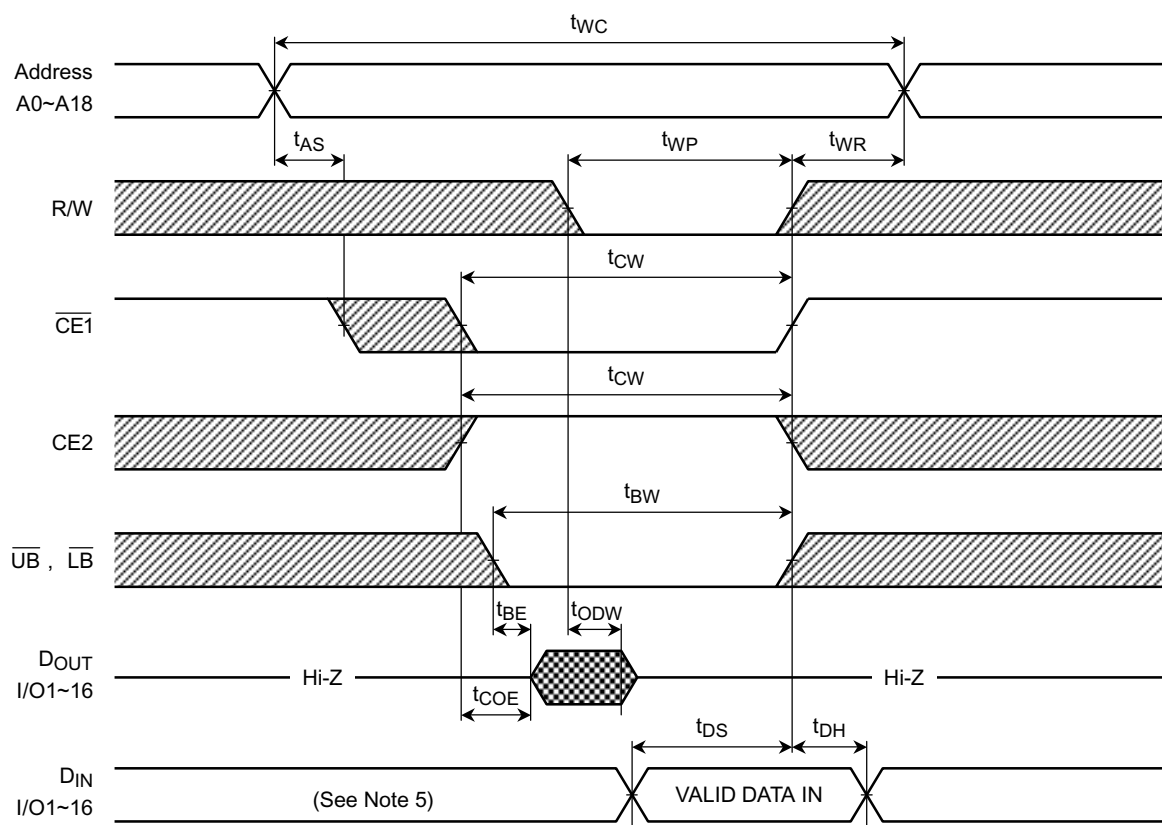 tWC
Address
A0~A18
tAS
tWP
tWR
R/W
tCW
CE1
tCW
CE2
tBW
UB , LB
tBE
tODW
DOUT
I/O1~16
Hi-Z
Hi-Z
tCOE
tDS
tDH
DIN
I/O1~16
(See Note 5)
VALID DATA IN